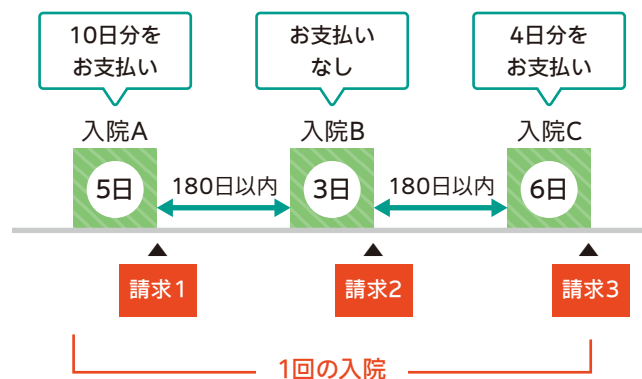 10日分を
お支払い
お支払い
なし
4日分を
お支払い
入院A
入院B
入院C
5日
180日以内
3日
180日以内
6日
請求1
請求2
請求3
1回の入院